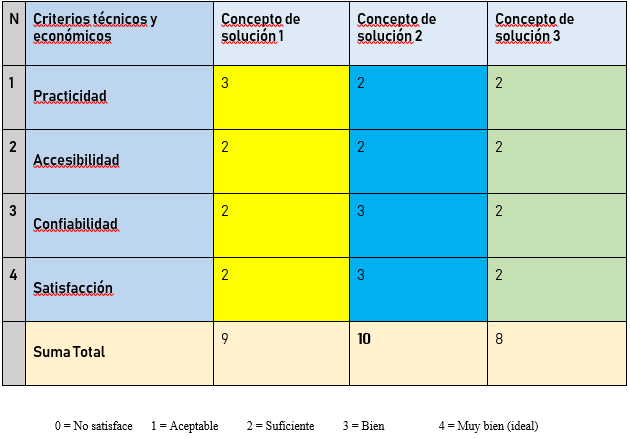 N Criterios técnicos y económicos Concepto de solución 1 Concepto de solución 2 Concepto de solución 3
1 Practicidad 3 2 2
2 Accesibilidad 2 2 2
3 Confiabilidad 2 3 2
4 Satisfacción 2 3 2
Suma Total 9 10 8
0 = No satisface 1 = Aceptable 2 = Suficiente 3 = Bien 4 = Muy bien (ideal)